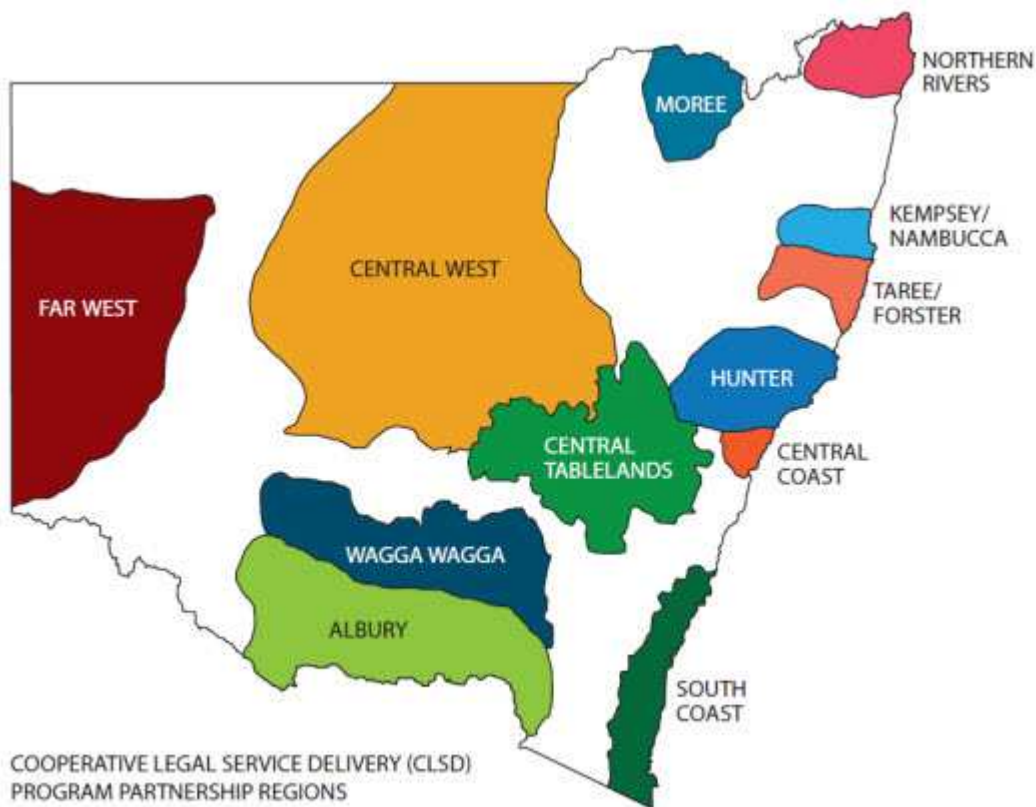 NORTHERN
RIVERS
MOREE
KEMPSEY/
NAMBUCCA
CENTRAL WEST
TAREE/
FORSTER
FAR WEST
HUNTER
CENTRAL
TABLELANDS
CENTRAL
COAST
WAGGA WAGGA
ALBURY
SOUTH
COAST
COOPERATIVE LEGAL SERVICE DELIVERY (CLSD)
PROGRAM PARTNERSHIP REGIONS